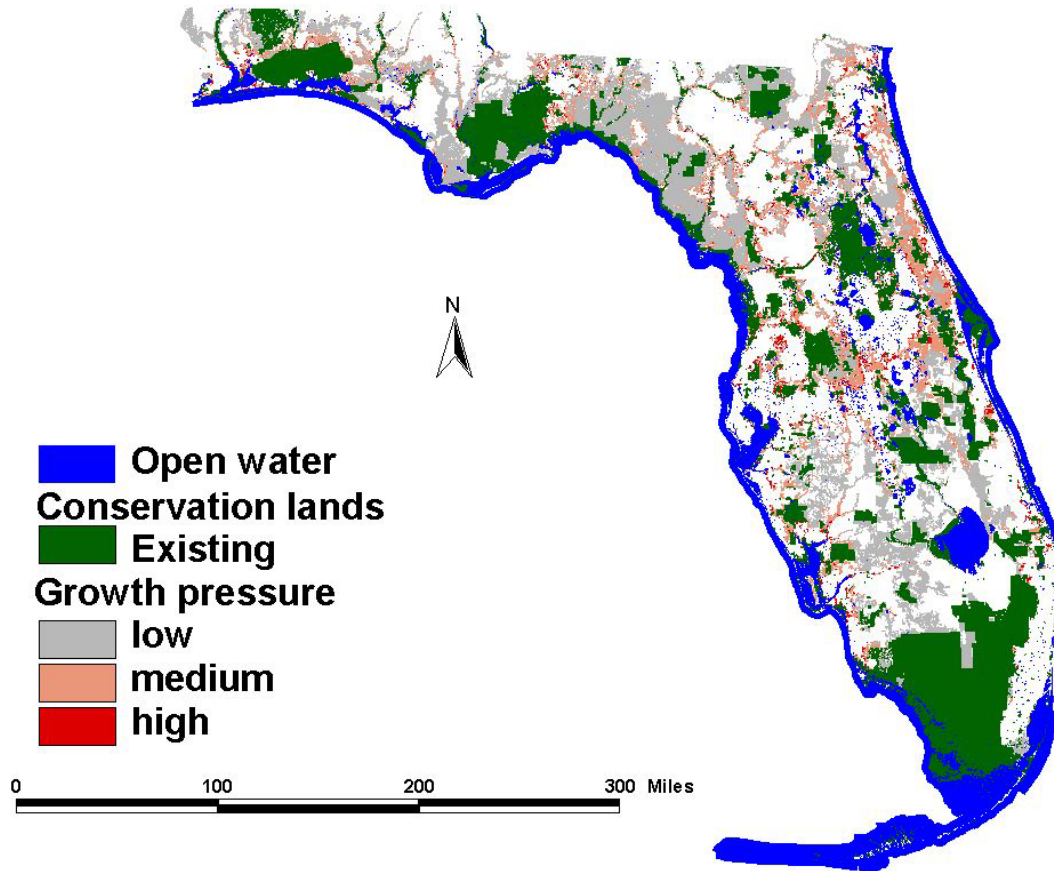 N
Open water
Conservation lands
Existing
Growth pressure
low
medium
high
0 100 200 300 Miles